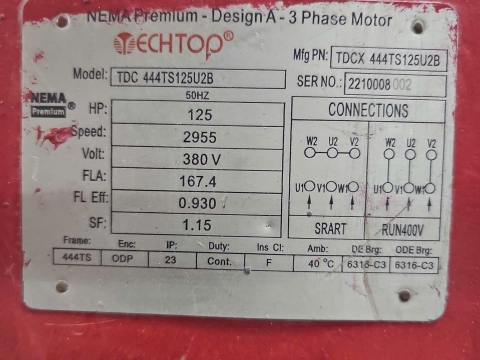 NEMA Premium - Design A - 3 Phase Motor
TECHTOP®
Mfg PN: TDCX 444TS125U2B
Model: TDC 444TS125U2B
SER NO.: 2210008 002
50HZ
NEMA Premium ®
HP: 125
CONNECTIONS
Speed: 2955
W2 U2 V2 W2 U2 V2
Volt: 380 V
FLA: 167.4
U1 V1 W1 U1 V1 W1
FL Eff: 0.930
SF: 1.15
SRART RUN400V
Frame: Enc: IP: Duty: Ins Cl: Amb: DE Brg: ODE Brg:
444TS ODP 23 Cont. F 40 °C 6316-C3 6316-C3